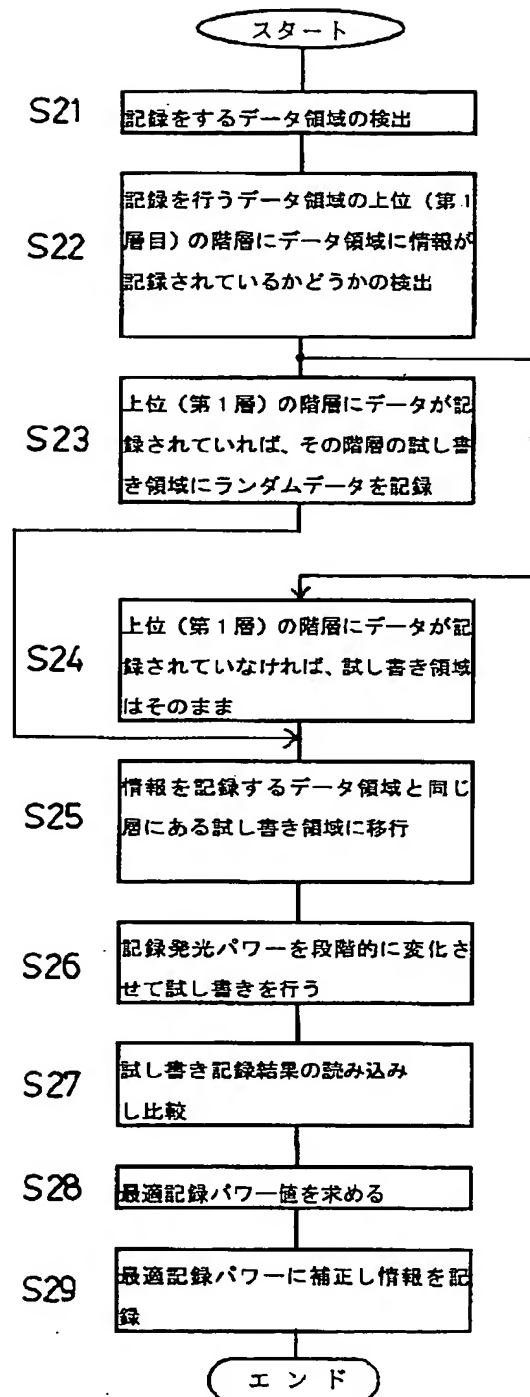 スタート
S21
記録をするデータ領域の検出
S22
記録を行うデータ領域の上位（第1
層目）の階層にデータ領域に情報が
記録されているかどうかの検出
S23
上位（第1層）の階層にデータが記
録されていれば、その階層の試し書
き領域にランダムデータを記録
S24
上位（第1層）の階層にデータが記
録されていなければ、試し書き領域
はそのまま
S25
情報を記録するデータ領域と同じ
層にある試し書き領域に移行
S26
記録発光パワーを段階的に変化さ
せて試し書きを行う
S27
試し書き記録結果の読み込み
し比較
S28
最適記録パワー値を求める
S29
最適記録パワーに補正し情報を記
録
エンド